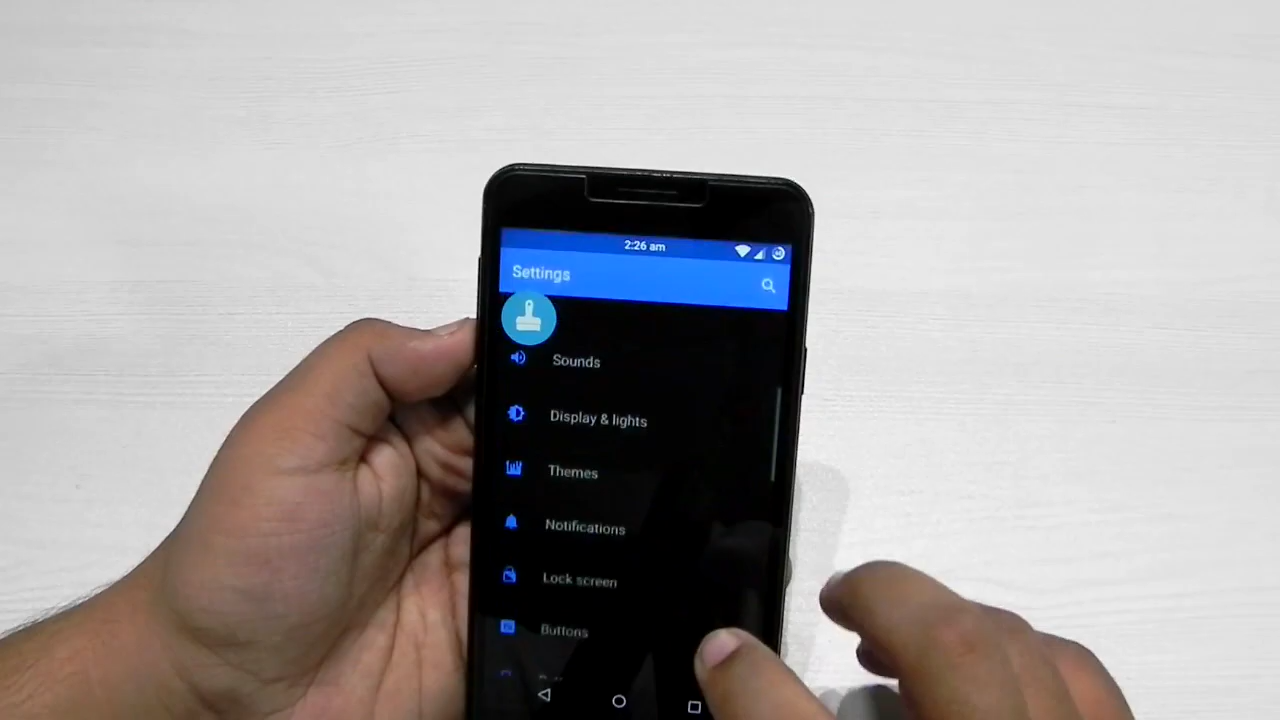 2:26 am
Settings
Sounds
Display & lights
Themes
Notifications
Lock screen
Buttons